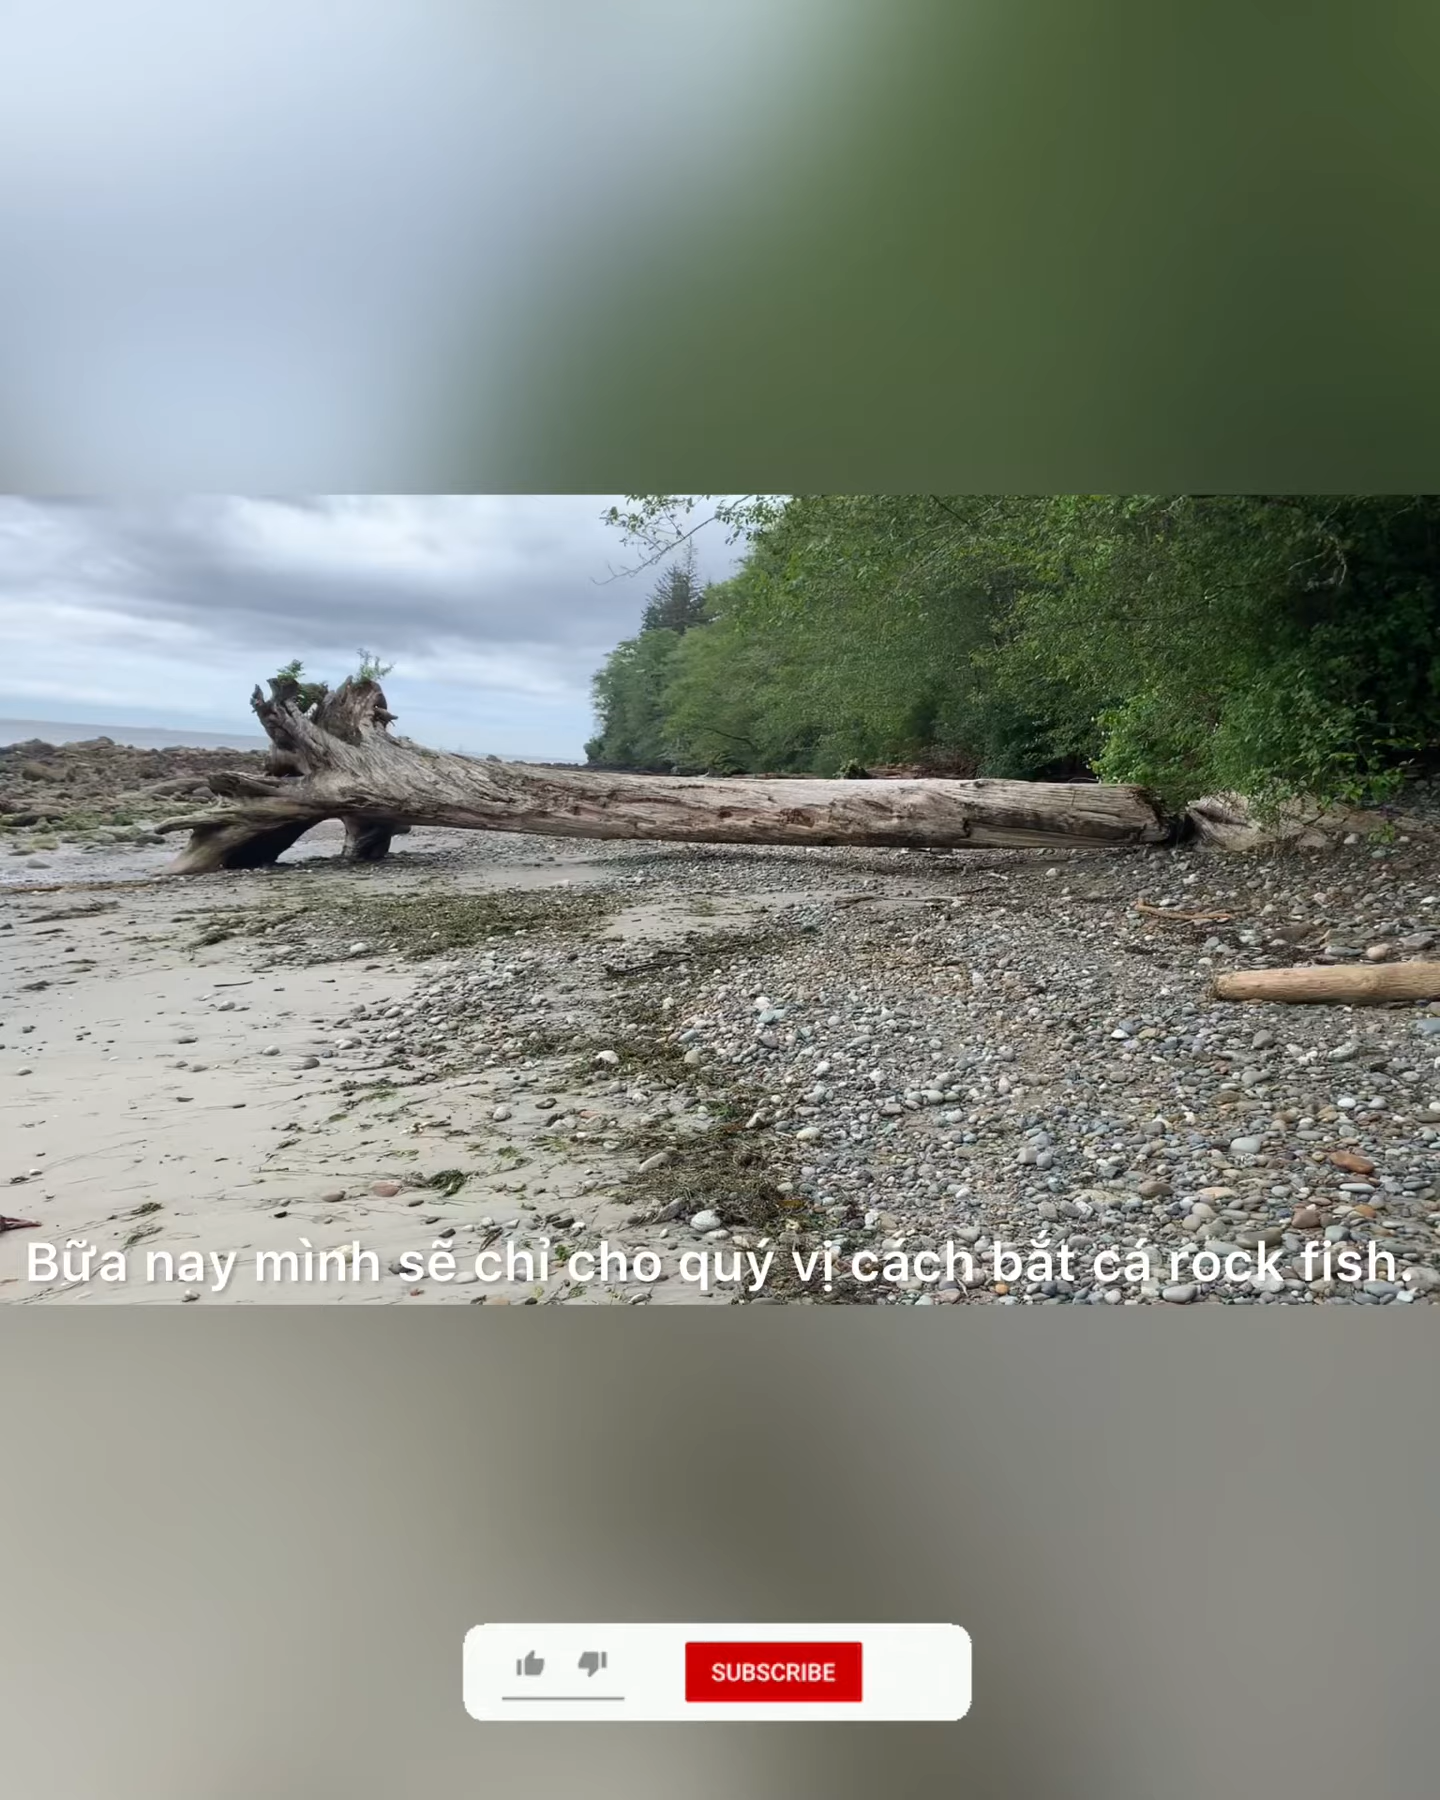 Bữa nay mình sẽ chỉ cho quý vị cách bắt cá rock fish.
SUBSCRIBE